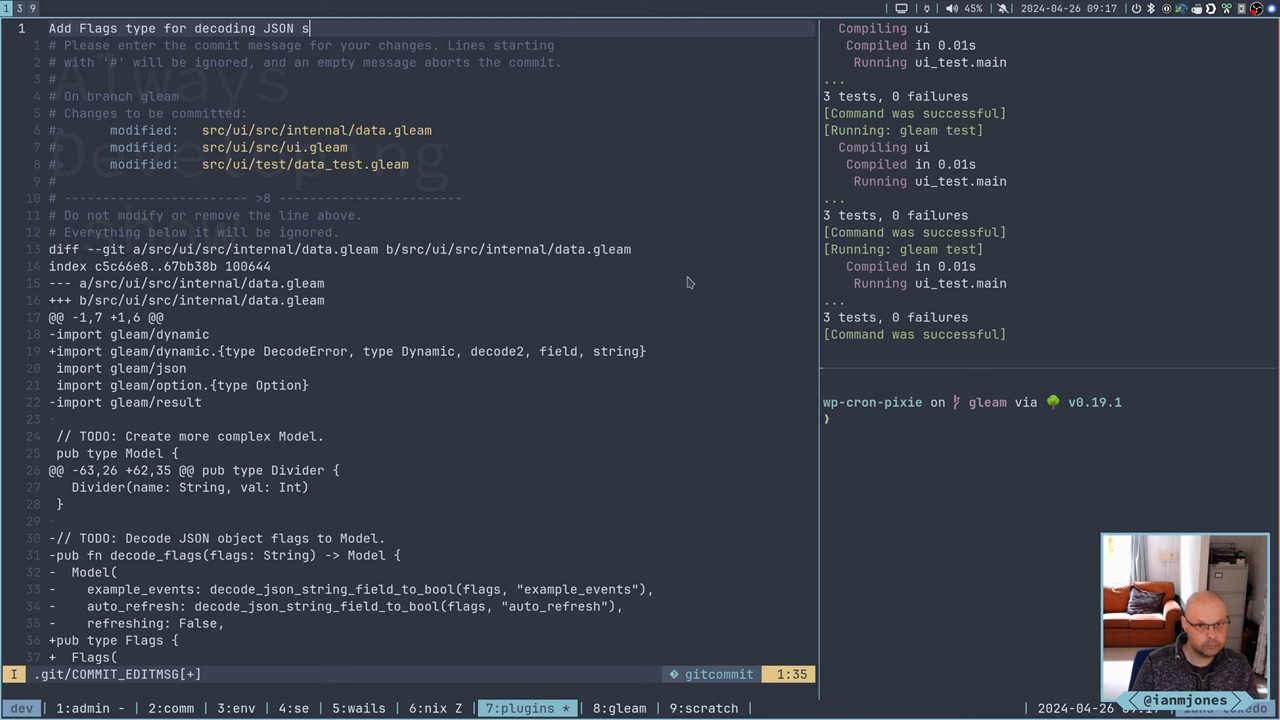 1 3 9
45% 2024-04-26 09:17
1 Add Flags type for decoding JSON s
1 # Please enter the commit message for your changes. Lines starting
2 # with '#' will be ignored, and an empty message aborts the commit.
3 #
4 # On branch gleam
5 # Changes to be committed:
6 #» modified: src/ui/src/internal/data.gleam
7 #» modified: src/ui/src/ui.gleam
8 #» modified: src/ui/test/data_test.gleam
9 #
10 # ------------------------ >8 ------------------------
11 # Do not modify or remove the line above.
12 # Everything below it will be ignored.
13 diff --git a/src/ui/src/internal/data.gleam b/src/ui/src/internal/data.gleam
14 index c5c66e8..67bb38b 100644
15 --- a/src/ui/src/internal/data.gleam
16 +++ b/src/ui/src/internal/data.gleam
17 @@ -1,7 +1,6 @@
18 -import gleam/dynamic
19 +import gleam/dynamic.{type DecodeError, type Dynamic, decode2, field, string}
20 import gleam/json
21 import gleam/option.{type Option}
22 -import gleam/result
23
24 // TODO: Create more complex Model.
25 pub type Model {
26 @@ -63,26 +62,35 @@ pub type Divider {
27 Divider(name: String, val: Int)
28 }
29
30 -// TODO: Decode JSON object flags to Model.
31 -pub fn decode_flags(flags: String) -> Model {
32 - Model(
33 - example_events: decode_json_string_field_to_bool(flags, "example_events"),
34 - auto_refresh: decode_json_string_field_to_bool(flags, "auto_refresh"),
35 - refreshing: False,
36 +pub type Flags {
37 + Flags(
I .git/COMMIT_EDITMSG[+] gitcommit 1:35
Always
Developing
Compiling ui
Compiled in 0.01s
Running ui_test.main
...
3 tests, 0 failures
[Command was successful]
[Running: gleam test]
Compiling ui
Compiled in 0.01s
Running ui_test.main
...
3 tests, 0 failures
[Command was successful]
[Running: gleam test]
Compiled in 0.01s
Running ui_test.main
...
3 tests, 0 failures
[Command was successful]
wp-cron-pixie on gleam via v0.19.1
❫
@ianmjones
dev 1:admin - 2:comm 3:env 4:se 5:wails 6:nix Z 7:plugins * 8:gleam 9:scratch 2024-04-26 09:17